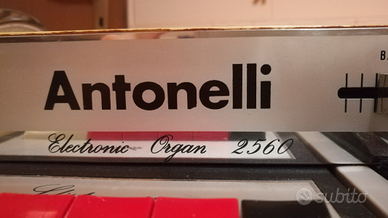 B.
Antonelli
Electronic Organ 2560
subito